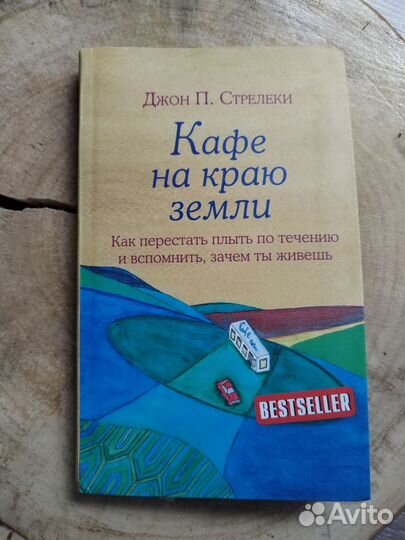 Джон П. Стрелеки
Кафе
на краю
земли
Как перестать плыть по течению
и вспомнить, зачем ты живешь
BESTSELLER
Avito